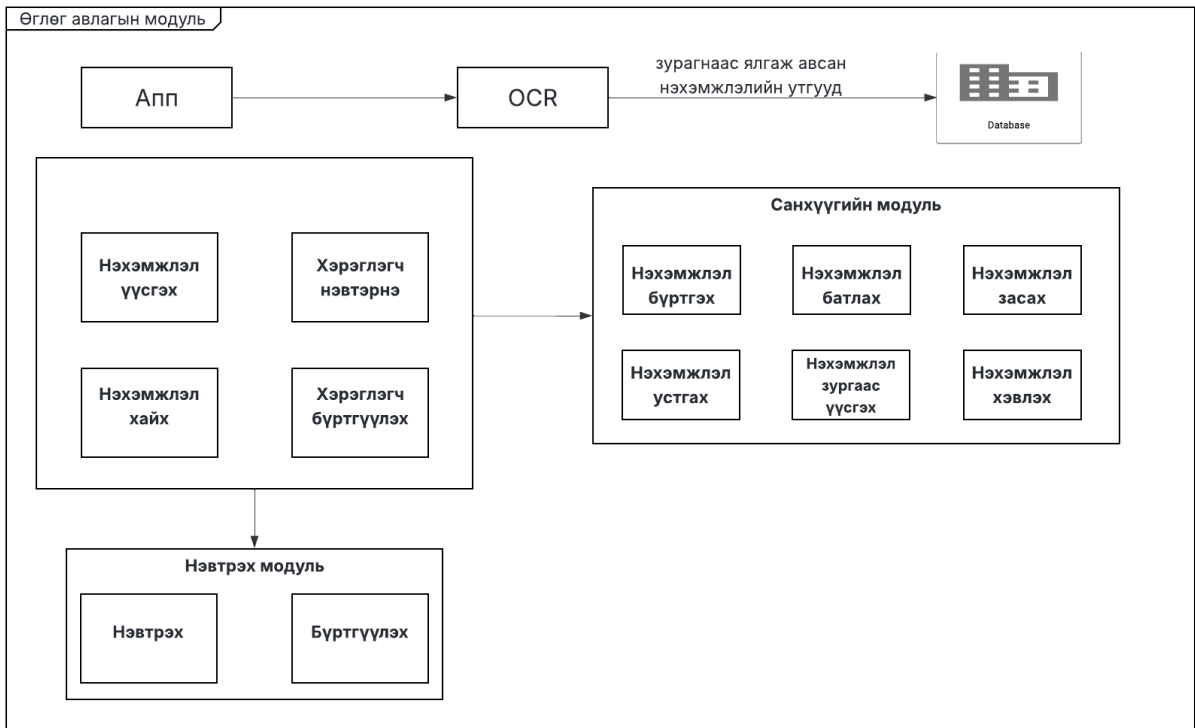 Өглөг авлагын модуль
Апп
OCR
зурагнаас ялгаж авсан
нэхэмжлэлийн утгууд
Database
Нэхэмжлэл
үүсгэх
Хэрэглэгч
нэвтэрнэ
Нэхэмжлэл
хайх
Хэрэглэгч
бүртгүүлэх
Санхүүгийн модуль
Нэхэмжлэл
бүртгэх
Нэхэмжлэл
батлах
Нэхэмжлэл
засах
Нэхэмжлэл
устгах
Нэхэмжлэл
зургаас
үүсгэх
Нэхэмжлэл
хэвлэх
Нэвтрэх модуль
Нэвтрэх
Бүртгүүлэх